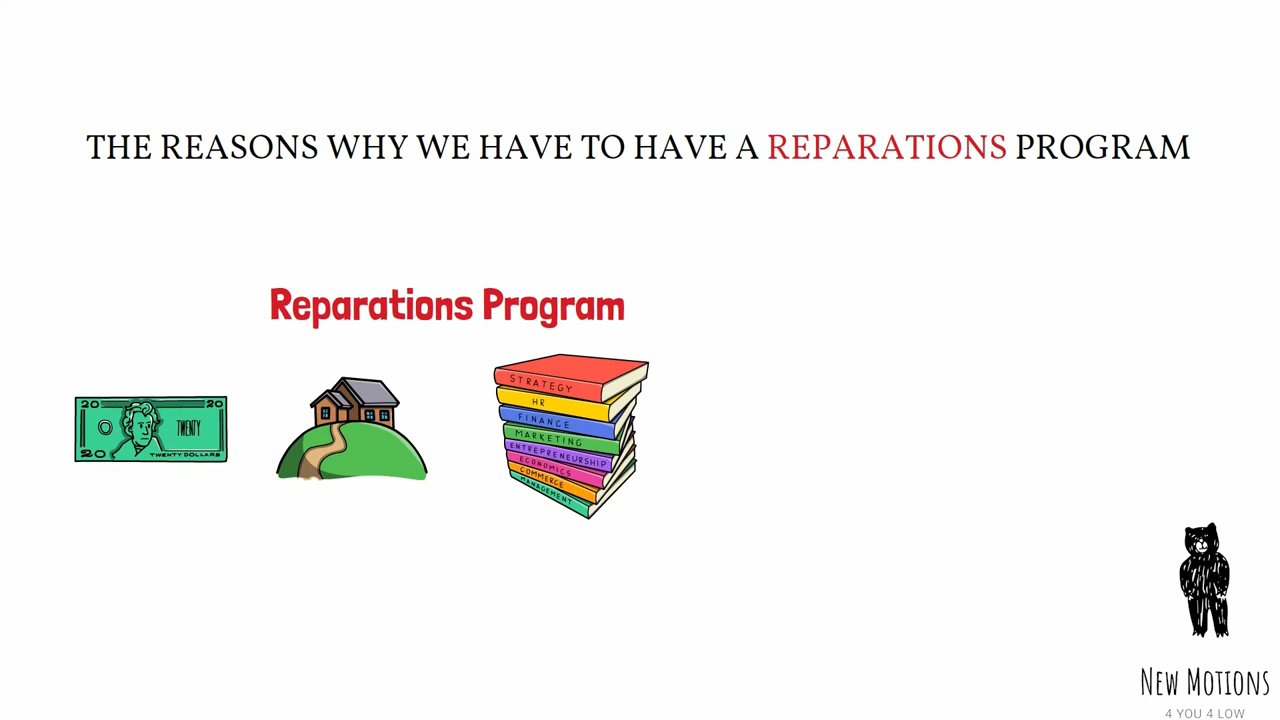 THE REASONS WHY WE HAVE TO HAVE A REPARATIONS PROGRAM
Reparations Program
20 20
TWENTY
20 TWENTY DOLLARS
STRATEGY
HR
FINANCE
MARKETING
ENTREPRENEURSHIP
ECONOMICS
COMMERCE
MANAGEMENT
NEW MOTIONS
4 YOU 4 LOW